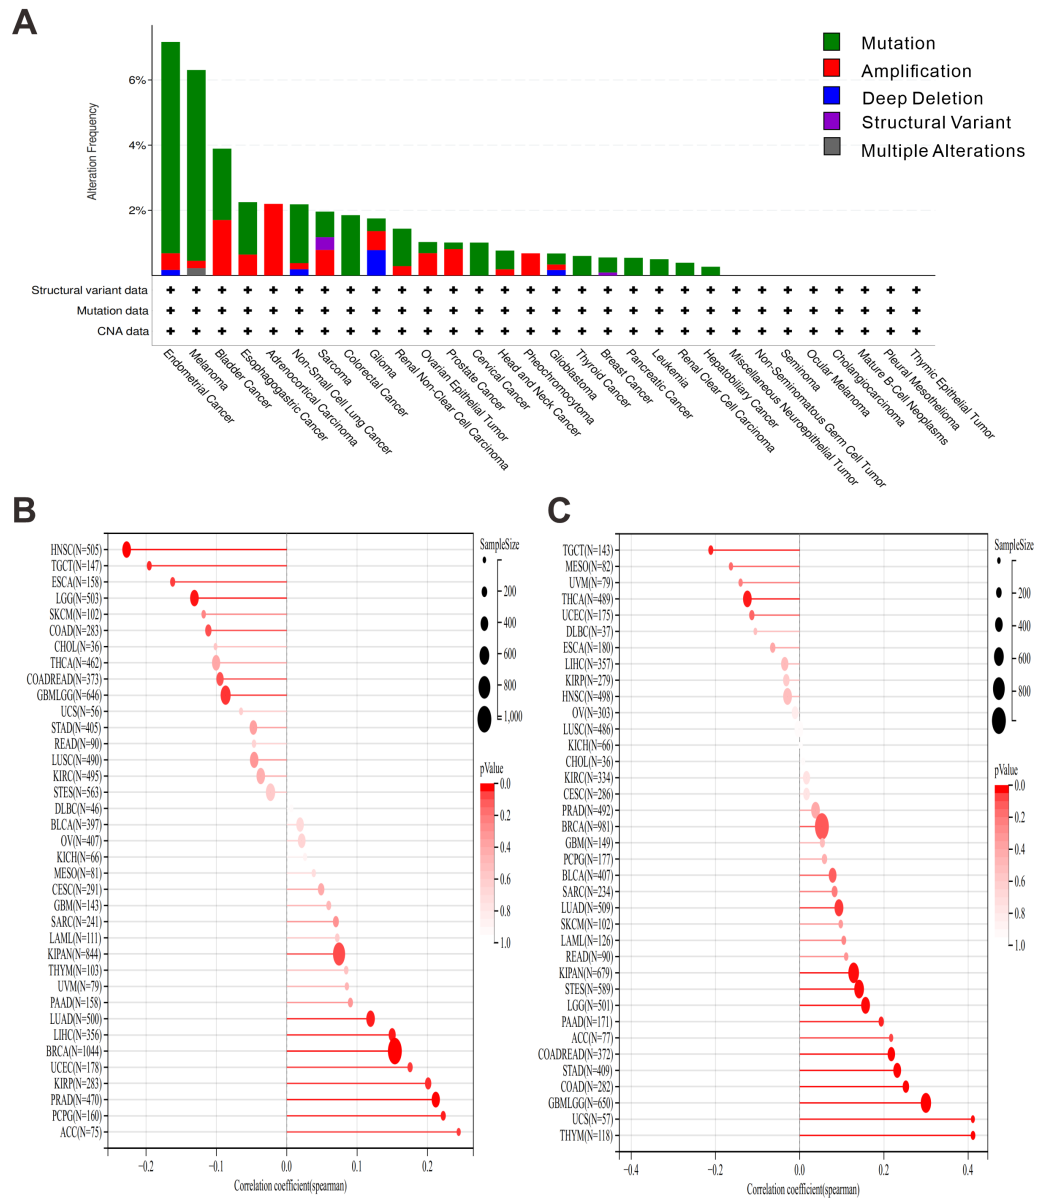 A
Mutation
Amplification
Deep Deletion
Structural Variant
Multiple Alterations
Alteration Frequency
6%
4%
2%
Structural variant data
Mutation data
CNA data
Endometrial Cancer
Melanoma
Bladder Cancer
Esophagogastric Cancer
Adrenocortical Carcinoma
Non-Small Cell Lung Cancer
Sarcoma
Colorectal Cancer
Glioma
Renal Non-Clear Cell Carcinoma
Ovarian Epithelial Tumor
Prostate Cancer
Cervical Cancer
Head and Neck Cancer
Pheochromocytoma
Glioblastoma
Thyroid Cancer
Breast Cancer
Pancreatic Cancer
Leukemia
Renal Clear Cell Carcinoma
Hepatobiliary Cancer
Miscellaneous Neuroepithelial Tumor
Non-Seminomatous Germ Cell Tumor
Seminoma
Ocular Melanoma
Cholangiocarcinoma
Mature B-Cell Neoplasms
Pleural Mesothelioma
Thymic Epithelial Tumor
B
HNSC(N=505)
TGCT(N=147)
ESCA(N=158)
LGG(N=503)
SKCM(N=102)
COAD(N=283)
CHOL(N=36)
THCA(N=462)
COADREAD(N=373)
GBMLGG(N=646)
UCS(N=56)
STAD(N=405)
READ(N=90)
LUSC(N=490)
KIRC(N=495)
STES(N=563)
DLBC(N=46)
BLCA(N=397)
OV(N=407)
KICH(N=66)
MESO(N=81)
CESC(N=291)
GBM(N=143)
SARC(N=241)
LAML(N=111)
KIPAN(N=844)
THYM(N=103)
UVM(N=79)
PAAD(N=158)
LUAD(N=500)
LIHC(N=356)
BRCA(N=1044)
UCEC(N=178)
KIRP(N=283)
PRAD(N=470)
PCPG(N=160)
ACC(N=75)
−0.2
−0.1
0.0
0.1
0.2
Correlation coefficient(spearman)
SampleSize
200
400
600
800
1,000
pValue
0.0
0.2
0.4
0.6
0.8
1.0
C
TGCT(N=143)
MESO(N=82)
UVM(N=79)
THCA(N=489)
UCEC(N=175)
DLBC(N=37)
ESCA(N=180)
LIHC(N=357)
KIRP(N=279)
HNSC(N=498)
OV(N=303)
LUSC(N=486)
KICH(N=66)
CHOL(N=36)
KIRC(N=334)
CESC(N=286)
PRAD(N=492)
BRCA(N=981)
GBM(N=149)
PCPG(N=177)
BLCA(N=407)
SARC(N=234)
LUAD(N=509)
SKCM(N=102)
LAML(N=126)
READ(N=90)
KIPAN(N=679)
STES(N=589)
LGG(N=501)
PAAD(N=171)
ACC(N=77)
COADREAD(N=372)
STAD(N=409)
COAD(N=282)
GBMLGG(N=650)
UCS(N=57)
THYM(N=118)
−0.4
−0.2
0.0
0.2
0.4
Correlation coefficient(spearman)
SampleSize
200
400
600
800
pValue
0.0
0.2
0.4
0.6
0.8
1.0